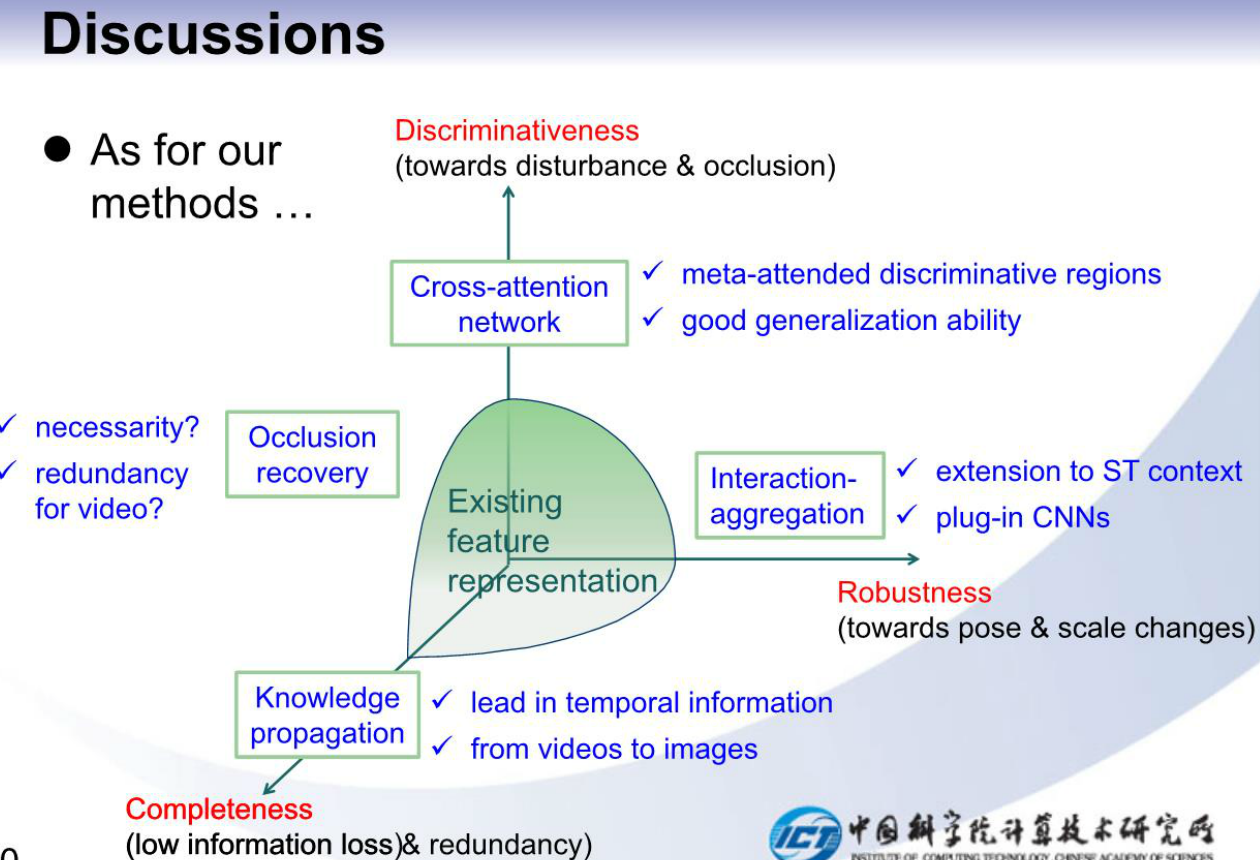 Discussions
● As for our
methods …
Discriminativeness
(towards disturbance & occlusion)
Cross-attention
network
✓ meta-attended discriminative regions
✓ good generalization ability
✓ necessarity?
✓ redundancy
for video?
Occlusion
recovery
Existing
feature
representation
Interaction-
aggregation
✓ extension to ST context
✓ plug-in CNNs
Robustness
(towards pose & scale changes)
Knowledge
propagation
✓ lead in temporal information
✓ from videos to images
Completeness
(low information loss)& redundancy)
ICT 中国科学院计算技术研究所
INSTITUTE OF COMPUTING TECHNOLOGY, CHINESE ACADEMY OF SCIENCES